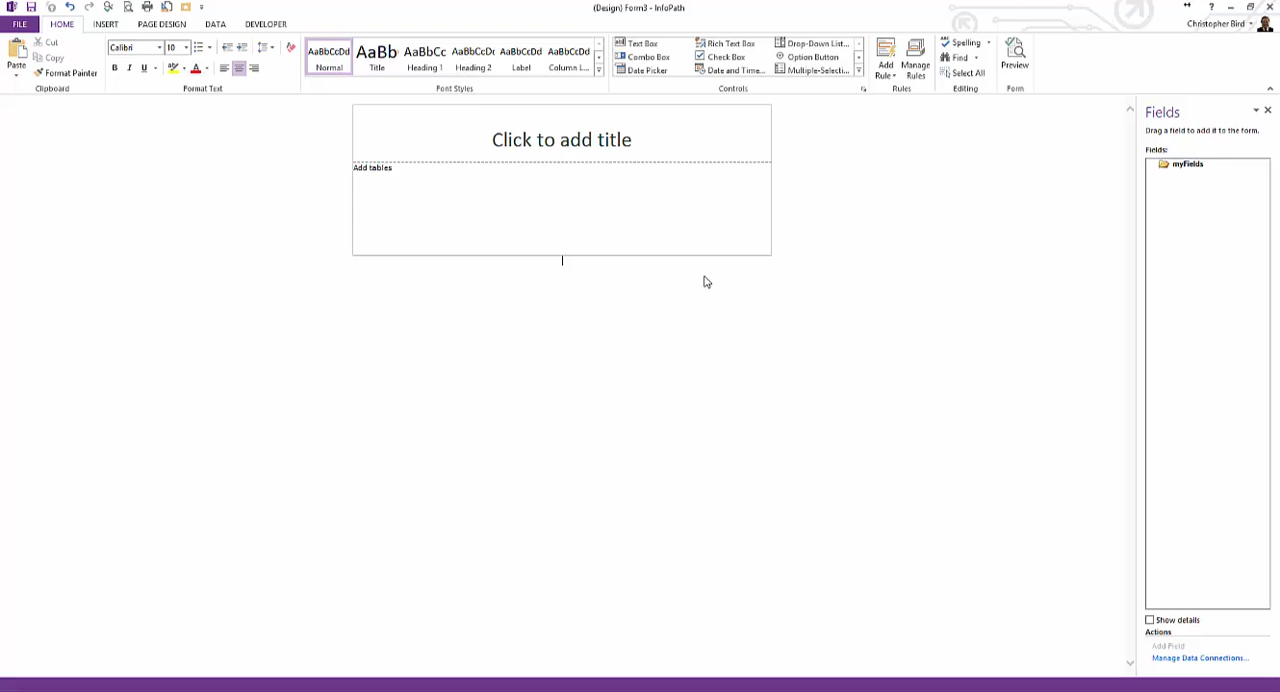 (Design) Form3 - InfoPath
FILE HOME INSERT PAGE DESIGN DATA DEVELOPER
Christopher Bird
Paste
Cut
Copy
Format Painter
Clipboard
Calibri 10
B I U A
Format Text
AaBbCcDd AaBb AaBbCc AaBbCcDc AaBbCcDd AaBbCcDd
Normal Title Heading 1 Heading 2 Label Column L...
Font Styles
Text Box Rich Text Box Drop-Down List...
Combo Box Check Box Option Button
Date Picker Date and Time... Multiple-Selecti...
Controls
Add Rule
Manage Rules
Rules
Spelling
Find
Select All
Editing
Preview
Form
Click to add title
Add tables
Fields
Drag a field to add it to the form.
Fields:
myFields
Show details
Actions
Add Field
Manage Data Connections...